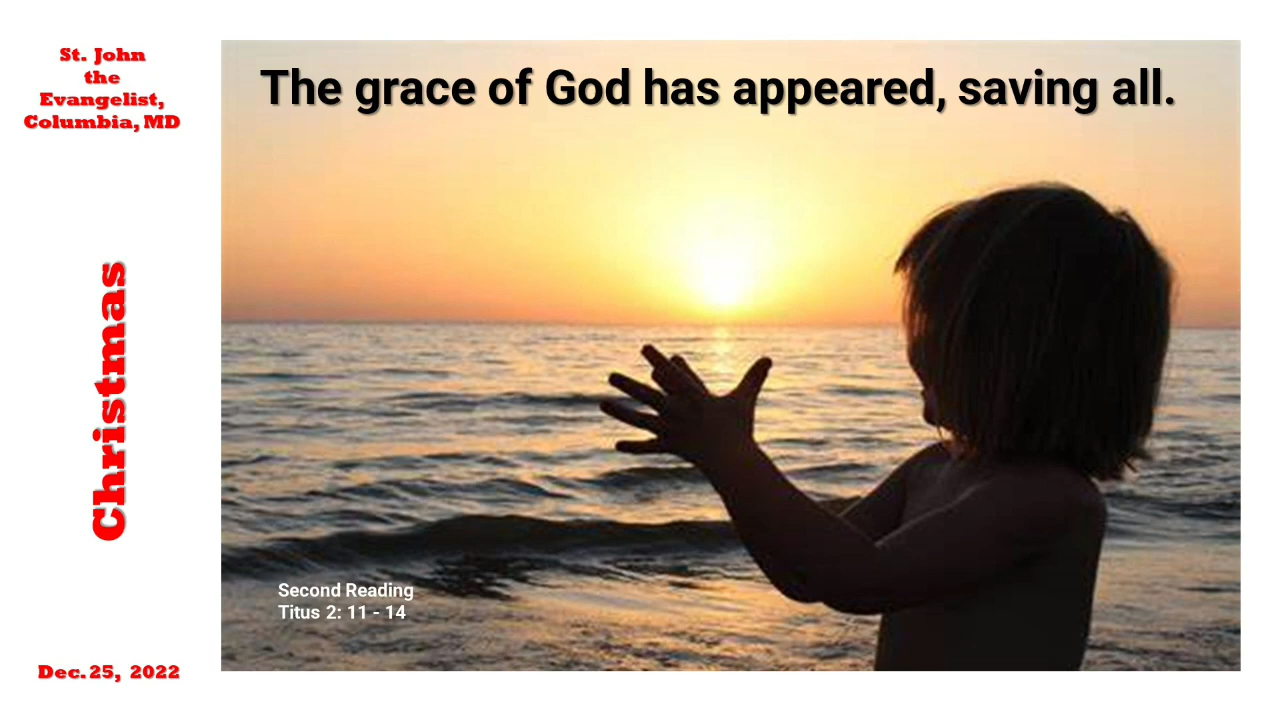 St. John
the
Evangelist,
Columbia, MD
Christmas
Dec. 25, 2022
The grace of God has appeared, saving all.
Second Reading
Titus 2: 11 - 14